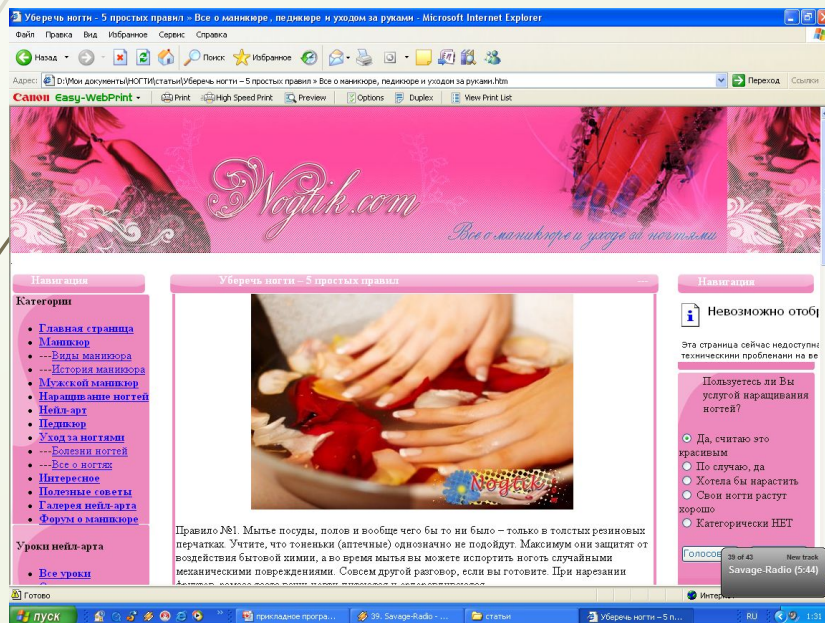 Уберечь ногти - 5 простых правил » Все о маникюре, педикюре и уходом за руками - Microsoft Internet Explorer
Файл Правка Вид Избранное Сервис Справка
Назад Поиск Избранное
Адрес: D:\Мои документы\НОГТИ\статьи\Уберечь ногти – 5 простых правил » Все о маникюре, педикюре и уходом за руками.htm Переход Ссылки
Canon Easy-WebPrint Print High Speed Print Preview Options Duplex View Print List
Nogtik.com
Все о маникюре и уходе за ногтями
Навигация
Категории
Главная страница
Маникюр
---Виды маникюра
---История маникюра
Мужской маникюр
Наращивание ногтей
Нейл-арт
Педикюр
Уход за ногтями
---Болезни ногтей
---Все о ногтях
Интересное
Полезные советы
Галерея нейл-арта
Форум о маникюре
Уроки нейл-арта
Все уроки
Уберечь ногти – 5 простых правил
Nogtik
Правило №1. Мытье посуды, полов и вообще чего бы то ни было – только в толстых резиновых
перчатках. Учтите, что тоненьки (аптечные) однозначно не подойдут. Максимум они защитят от
воздействия бытовой химии, а во время мытья вы можете испортить ноготь случайными
механическими повреждениями. Совсем другой разговор, если вы готовите. При нарезании
Навигация
Невозможно отобр
Эта страница сейчас недоступна
техническими проблемами на ве
Пользуетесь ли Вы
услугой наращивания
ногтей?
Да, считаю это
красивым
По случаю, да
Хотела бы нарастить
Свои ногти растут
хорошо
Категорически НЕТ
Голосов
39 of 43 New track
Savage-Radio (5:44)
Готово Интер
пуск прикладное програ... 39. Savage-Radio - ... статьи Уберечь ногти – 5 п... RU 1:31